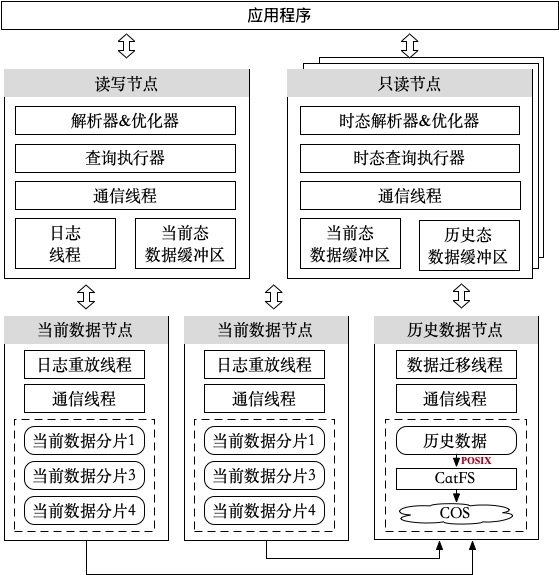 应用程序
读写节点
解析器&优化器
查询执行器
通信线程
日志
线程
当前态
数据缓冲区
只读节点
时态解析器&优化器
时态查询执行器
通信线程
当前态
数据缓冲区
历史态
数据缓冲区
当前数据节点
日志重放线程
通信线程
当前数据分片1
当前数据分片3
当前数据分片4
当前数据节点
日志重放线程
通信线程
当前数据分片1
当前数据分片3
当前数据分片4
历史数据节点
数据迁移线程
通信线程
历史数据
POSIX
CatFS
COS